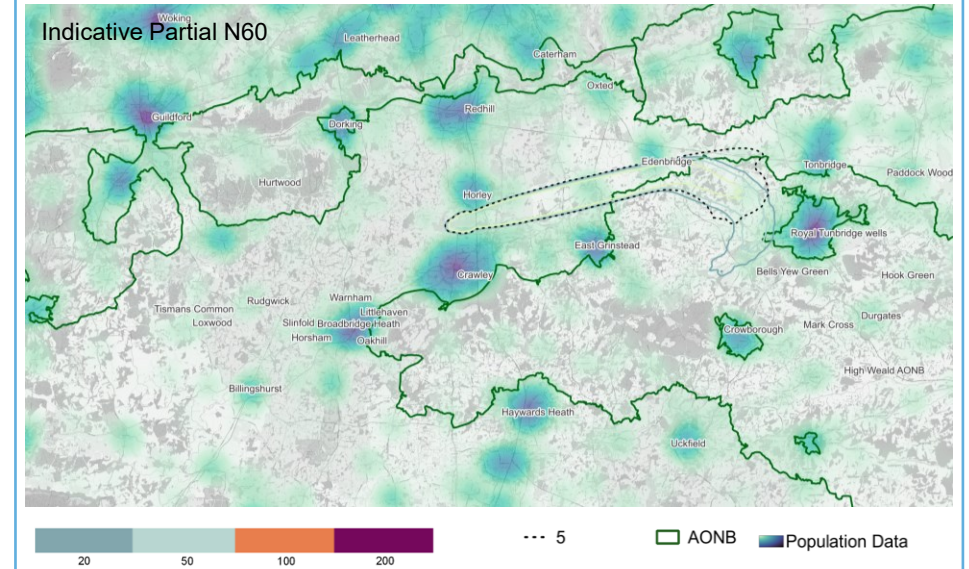 Woking
Indicative Partial N60
Leatherhead
Caterham
Oxted
Guildford
Redhill
Dorking
Edenbridge
Tonbridge
Paddock Wood
Hurtwood
Horley
Royal Tunbridge wells
East Grinstead
Crawley
Bells Yew Green
Hook Green
Warnham
Rudgwick
Tismans Common
Littlehaven
Loxwood
Slinfold Broadbridge Heath
Durgates
Mark Cross
Crowborough
Horsham
Oakhill
High Weald AONB
Billingshurst
Haywards Heath
Uckfield
5
AONB
Population Data
20 50 100 200